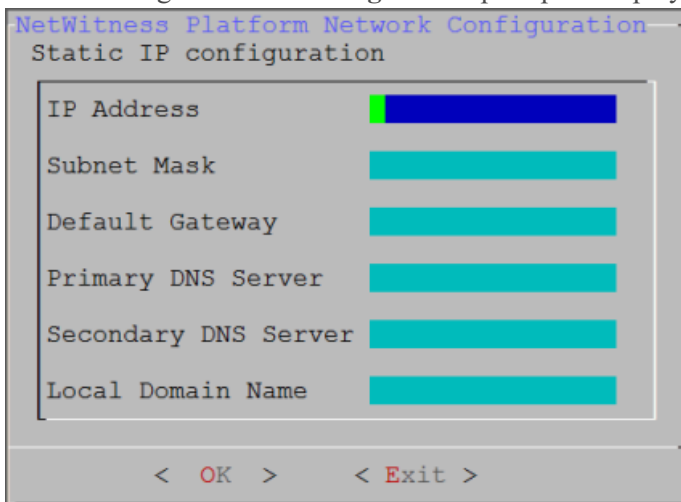 NetWitness Platform Network Configuration
Static IP configuration
IP Address
Subnet Mask
Default Gateway
Primary DNS Server
Secondary DNS Server
Local Domain Name
< OK > < Exit >